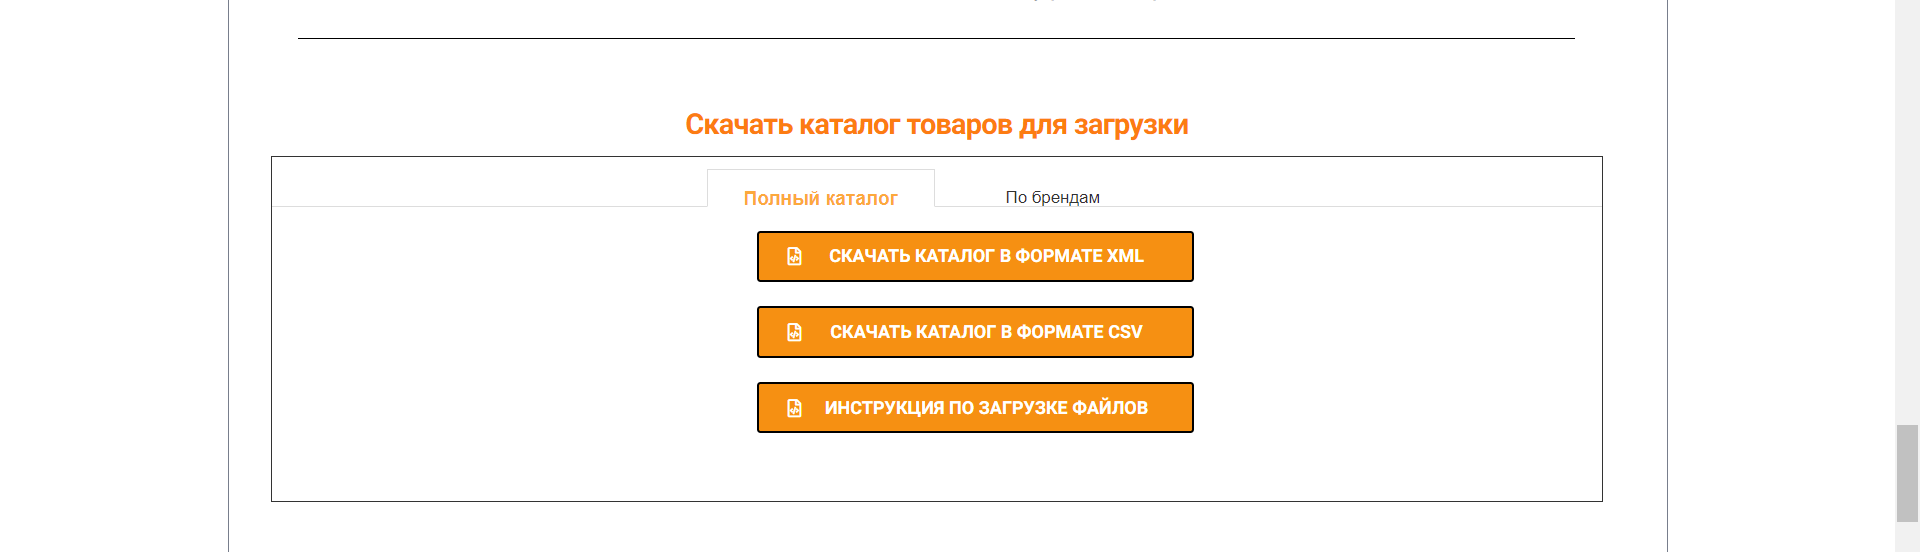 Скачать каталог товаров для загрузки
Полный каталог
По брендам
СКАЧАТЬ КАТАЛОГ В ФОРМАТЕ XML
СКАЧАТЬ КАТАЛОГ В ФОРМАТЕ CSV
ИНСТРУКЦИЯ ПО ЗАГРУЗКЕ ФАЙЛОВ